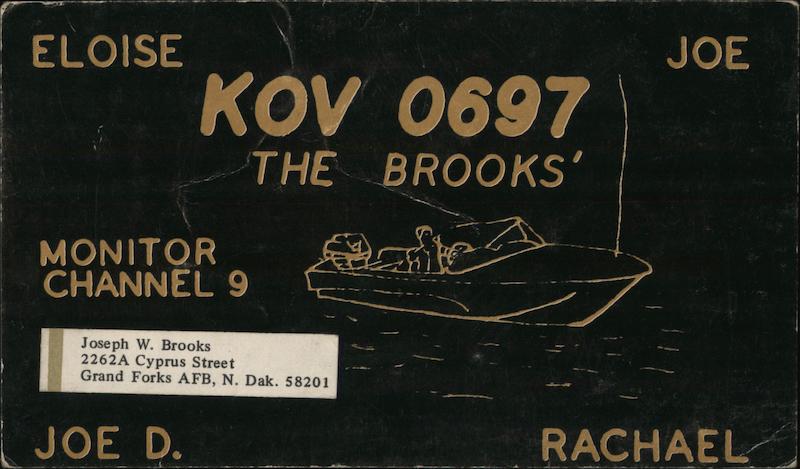 ELOISE JOE
KOV 0697
THE BROOKS'
MONITOR
CHANNEL 9
Joseph W. Brooks
2262A Cyprus Street
Grand Forks AFB, N. Dak. 58201
JOE D. RACHAEL